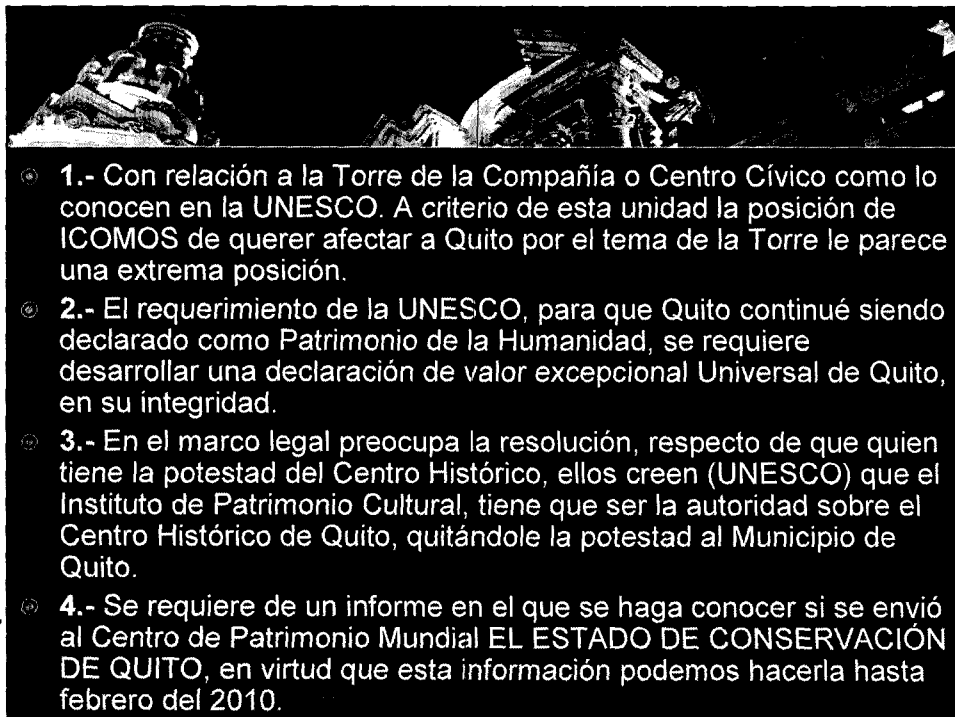 1.- Con relación a la Torre de la Compañía o Centro Cívico como lo
conocen en la UNESCO. A criterio de esta unidad la posición de
ICOMOS de querer afectar a Quito por el tema de la Torre le parece
una extrema posición.
2.- El requerimiento de la UNESCO, para que Quito continué siendo
declarado como Patrimonio de la Humanidad, se requiere
desarrollar una declaración de valor excepcional Universal de Quito,
en su integridad.
3.- En el marco legal preocupa la resolución, respecto de que quien
tiene la potestad del Centro Histórico, ellos creen (UNESCO) que el
Instituto de Patrimonio Cultural, tiene que ser la autoridad sobre el
Centro Histórico de Quito, quitándole la potestad al Municipio de
Quito.
4.- Se requiere de un informe en el que se haga conocer si se envió
al Centro de Patrimonio Mundial EL ESTADO DE CONSERVACIÓN
DE QUITO, en virtud que esta información podemos hacerla hasta
febrero del 2010.